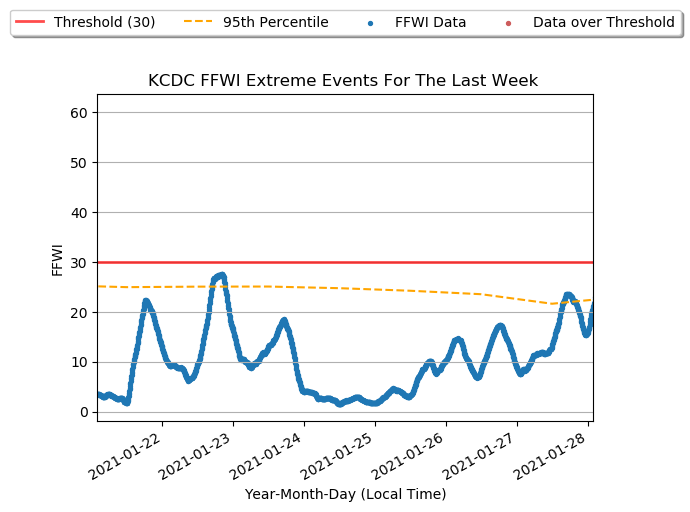 Threshold (30) 95th Percentile FFWI Data Data over Threshold
KCDC FFWI Extreme Events For The Last Week
60
50
40
30
20
10
0
FFWI
2021-01-22 2021-01-23 2021-01-24 2021-01-25 2021-01-26 2021-01-27 2021-01-28
Year-Month-Day (Local Time)